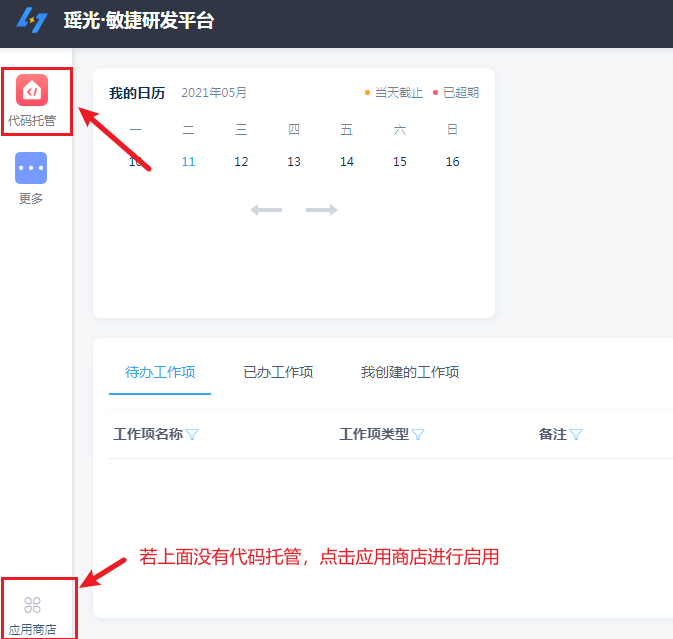 瑶光·敏捷研发平台
代码托管
更多
我的日历 2021年05月 当天截止 已超期
一 二 三 四 五 六 日
10 11 12 13 14 15 16
待办工作项 已办工作项 我创建的工作项
工作项名称 工作项类型 备注
若上面没有代码托管，点击应用商店进行启用
应用商店